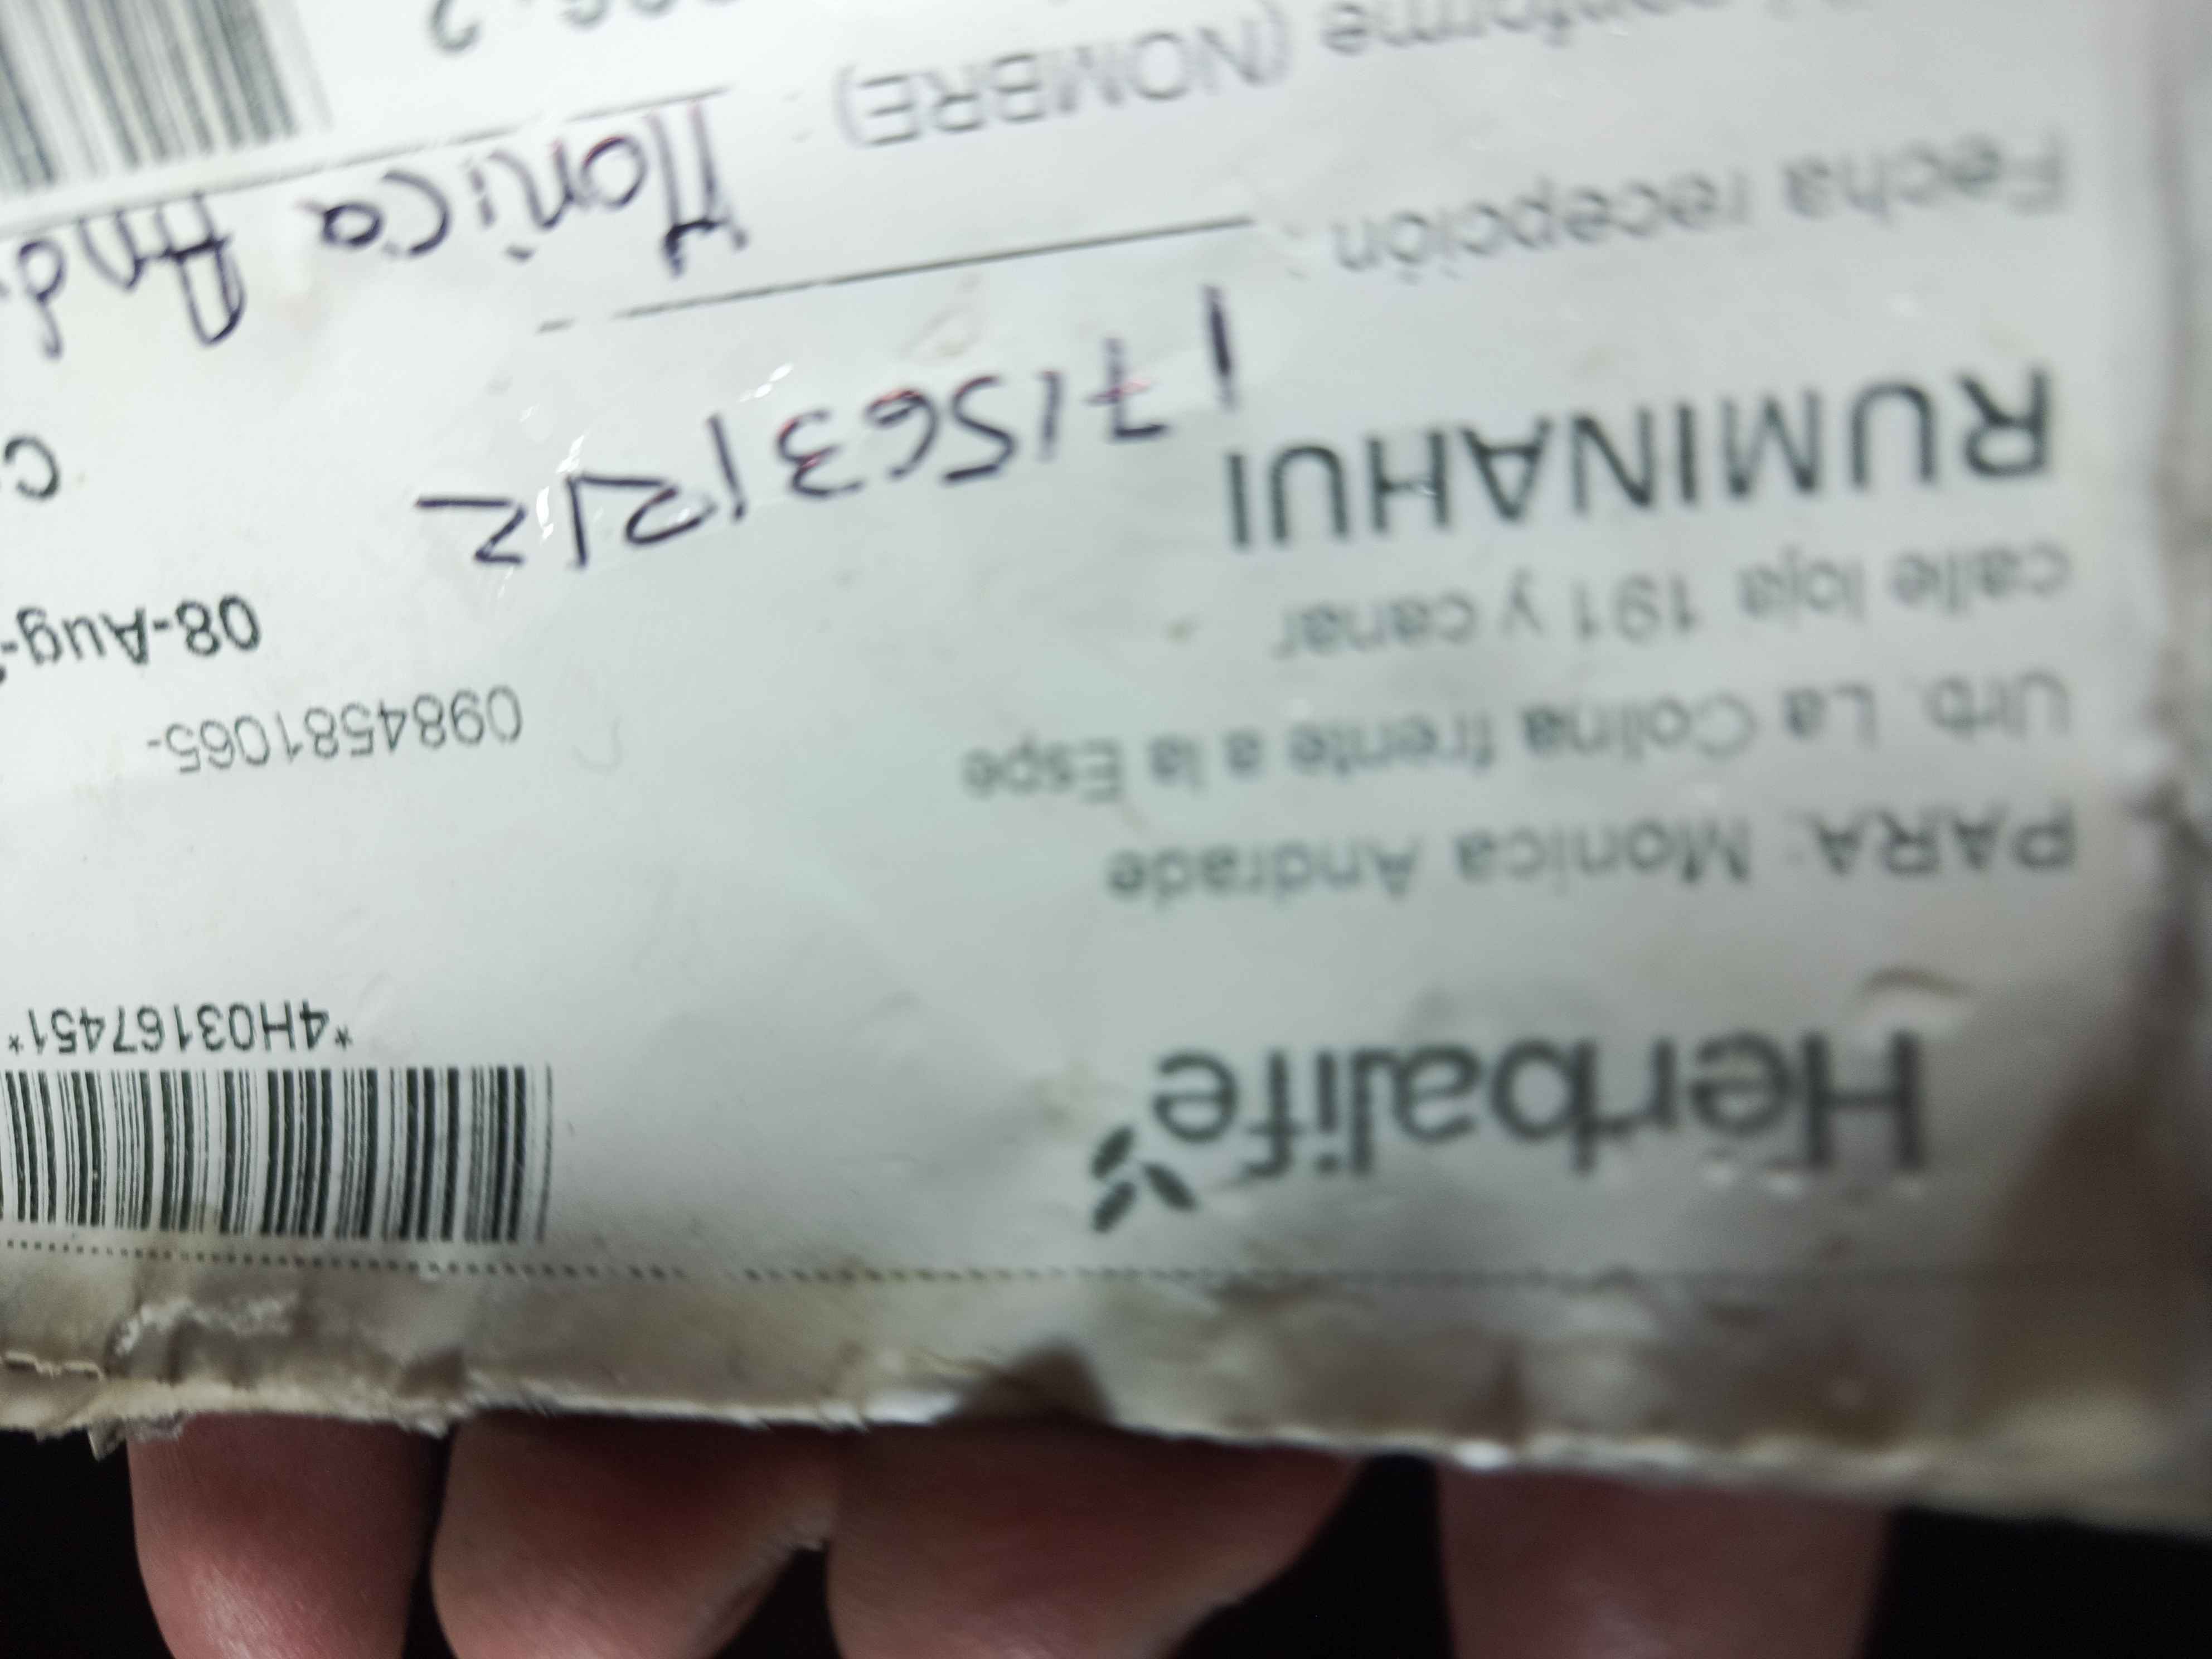 Herbalife
*4H03167451*
PARA: Monica Andrade
Urb. La Colina frente a la Espe
0984581065-
calle loja 191 y canar
08-Aug-
RUMINAHUI
C
1715631212
Fecha recepción :
Monica And
conforme (NOMBRE) :